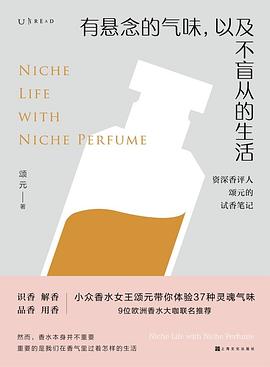 UNREAD
有悬念的气味，以及
不盲从的生活
NICHE
LIFE
WITH
NICHE PERFUME
资深香评人
颂元的
试香笔记
颂元 著
识香 解香
品香 用香
小众香水女王颂元带你体验37种灵魂气味
9位欧洲香水大咖联名推荐
然而，香水本身并不重要
重要的是我们在香气里过着怎样的生活
Niche Life with Niche Perfume
上海文化出版社